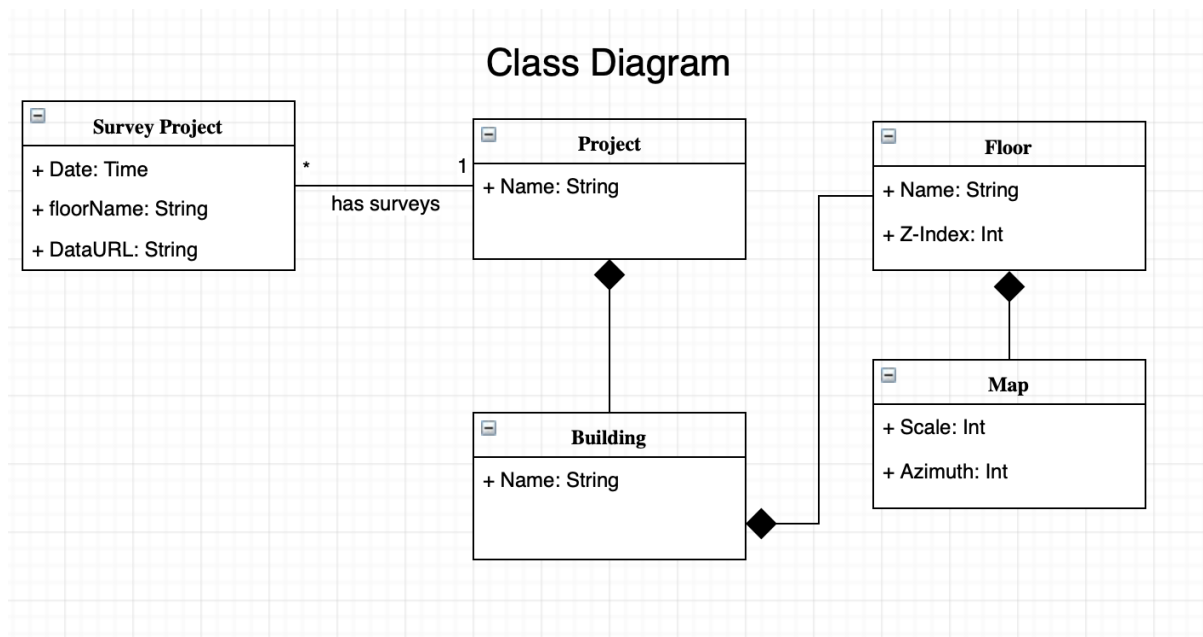 Class Diagram
Survey Project
+ Date: Time
+ floorName: String
+ DataURL: String
*
1
has surveys
Project
+ Name: String
Floor
+ Name: String
+ Z-Index: Int
Building
+ Name: String
Map
+ Scale: Int
+ Azimuth: Int